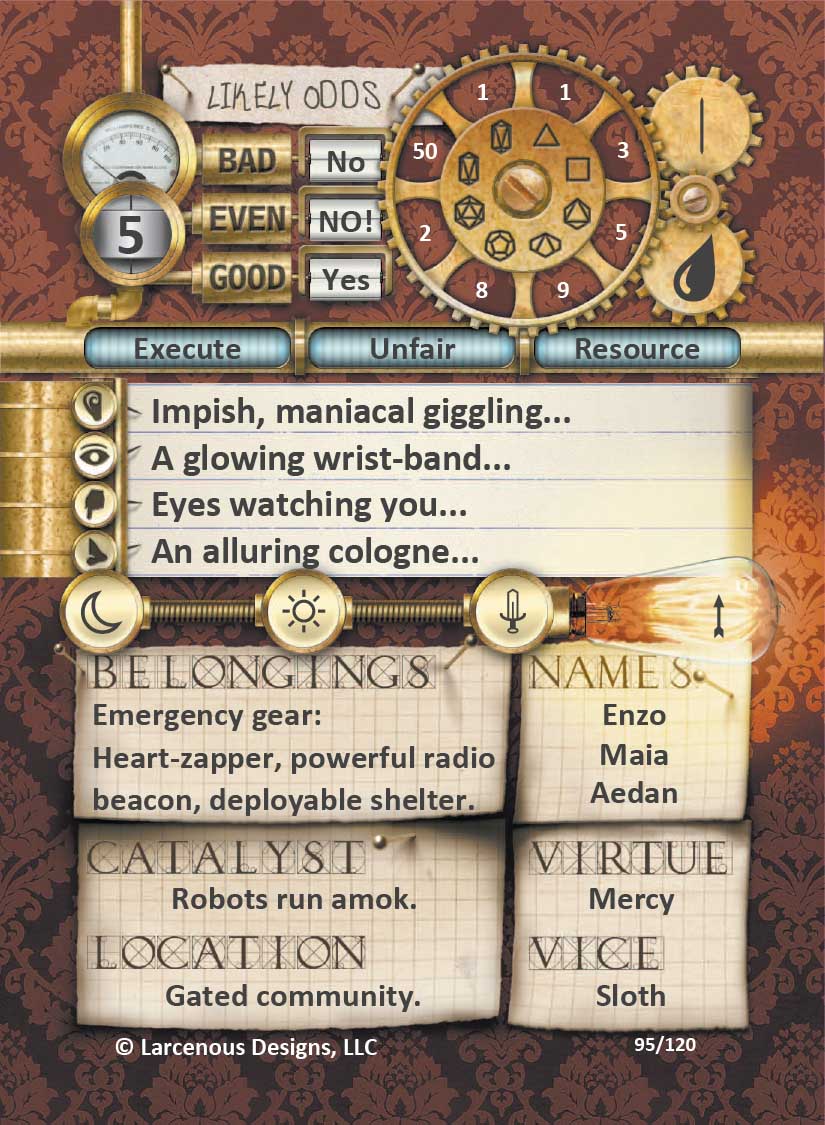 LIKELY ODDS
BAD No
5 EVEN NO!
GOOD Yes
1 1
50 3
2 5
8 9
Execute Unfair Resource
Impish, maniacal giggling...
A glowing wrist-band...
Eyes watching you...
An alluring cologne...
BELONGINGS
Emergency gear:
Heart-zapper, powerful radio
beacon, deployable shelter.
NAMES
Enzo
Maia
Aedan
CATALYST
Robots run amok.
LOCATION
Gated community.
VIRTUE
Mercy
VICE
Sloth
© Larcenous Designs, LLC
95/120